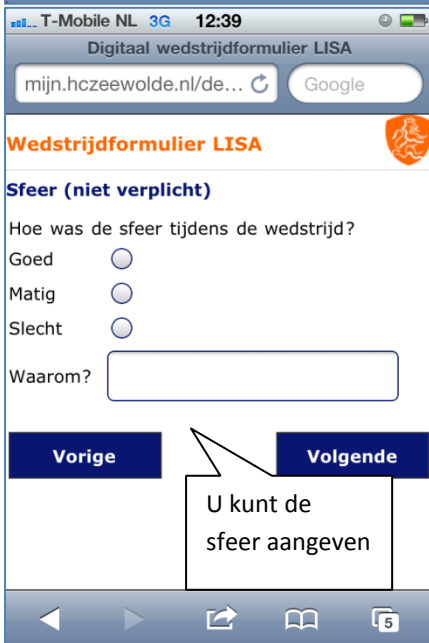 T-Mobile NL 3G 12:39
Digitaal wedstrijdformulier LISA
mijn.hczeewolde.nl/de... Google
Wedstrijdformulier LISA
Sfeer (niet verplicht)
Hoe was de sfeer tijdens de wedstrijd?
Goed
Matig
Slecht
Waarom?
Vorige Volgende
U kunt de
sfeer aangeven
5